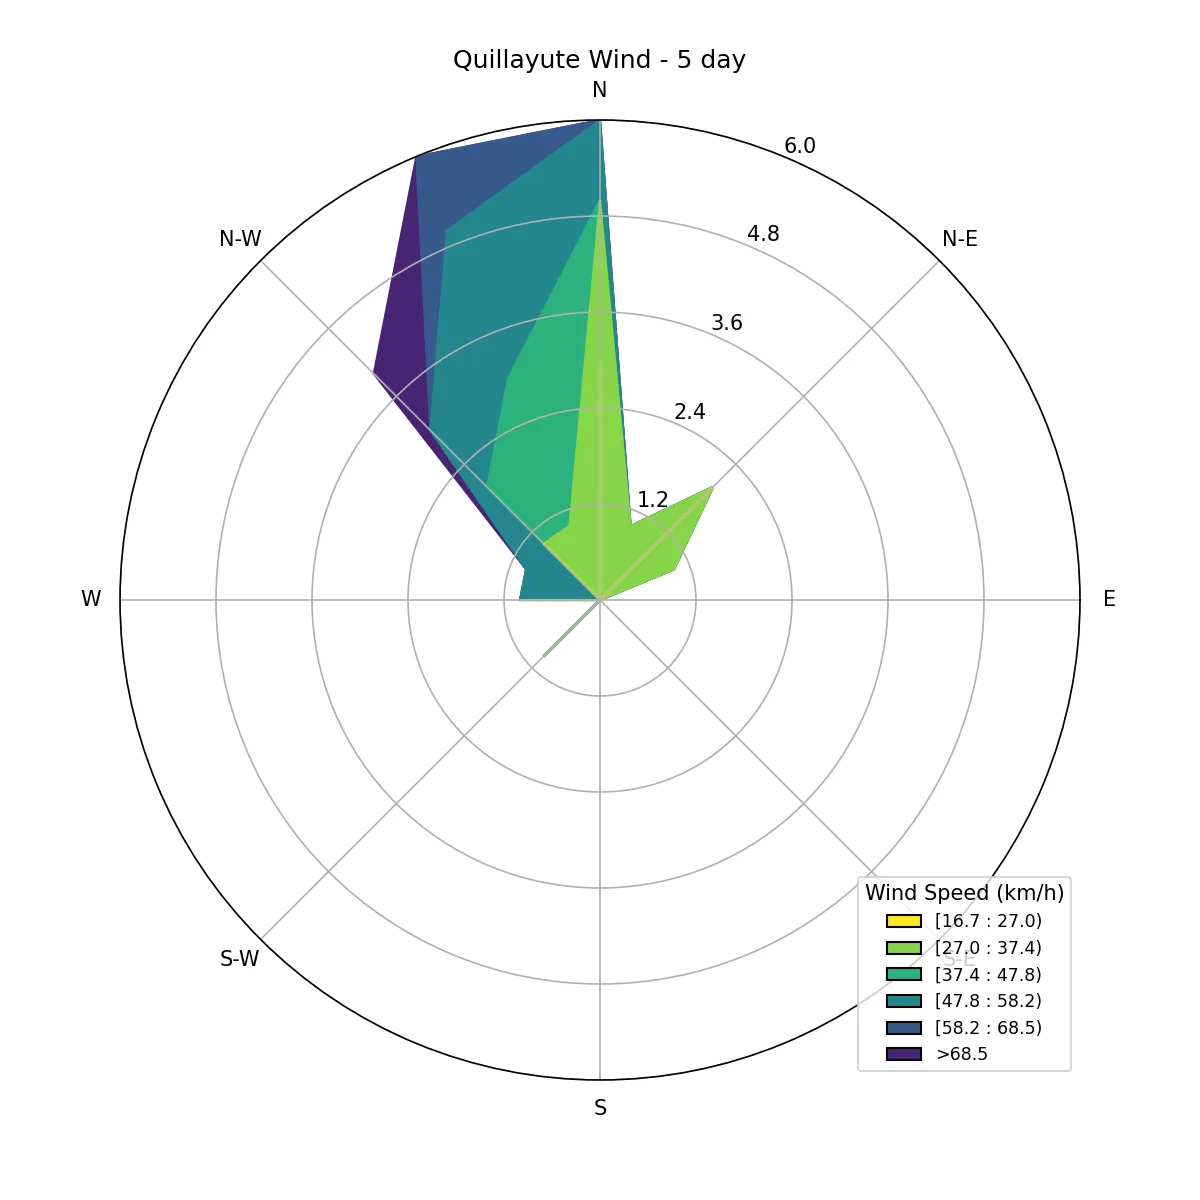 Quillayute Wind - 5 day
N
6.0
N-W
4.8
N-E
3.6
2.4
1.2
W
E
Wind Speed (km/h)
[16.7 : 27.0)
[27.0 : 37.4)
S-W
S-E
[37.4 : 47.8)
[47.8 : 58.2)
[58.2 : 68.5)
>68.5
S